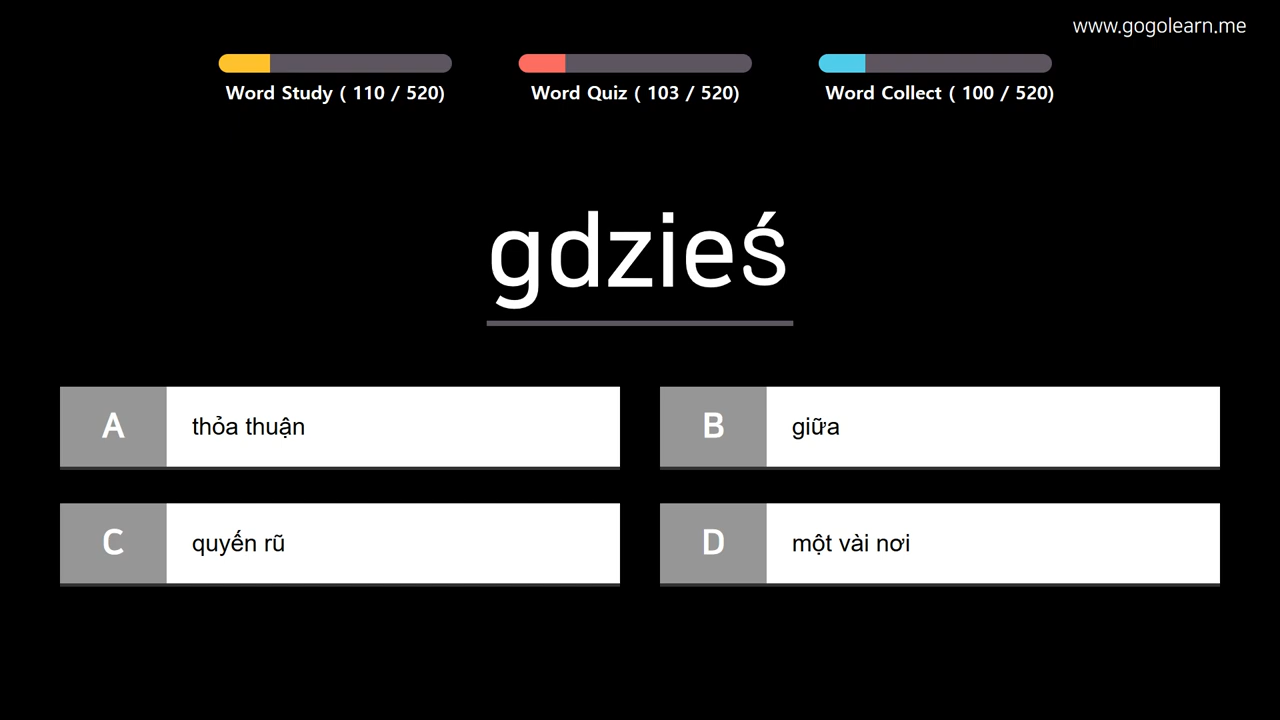 www.gogolearn.me
Word Study ( 110 / 520)
Word Quiz ( 103 / 520)
Word Collect ( 100 / 520)
gdzieś
A thỏa thuận
B giữa
C quyến rũ
D một vài nơi